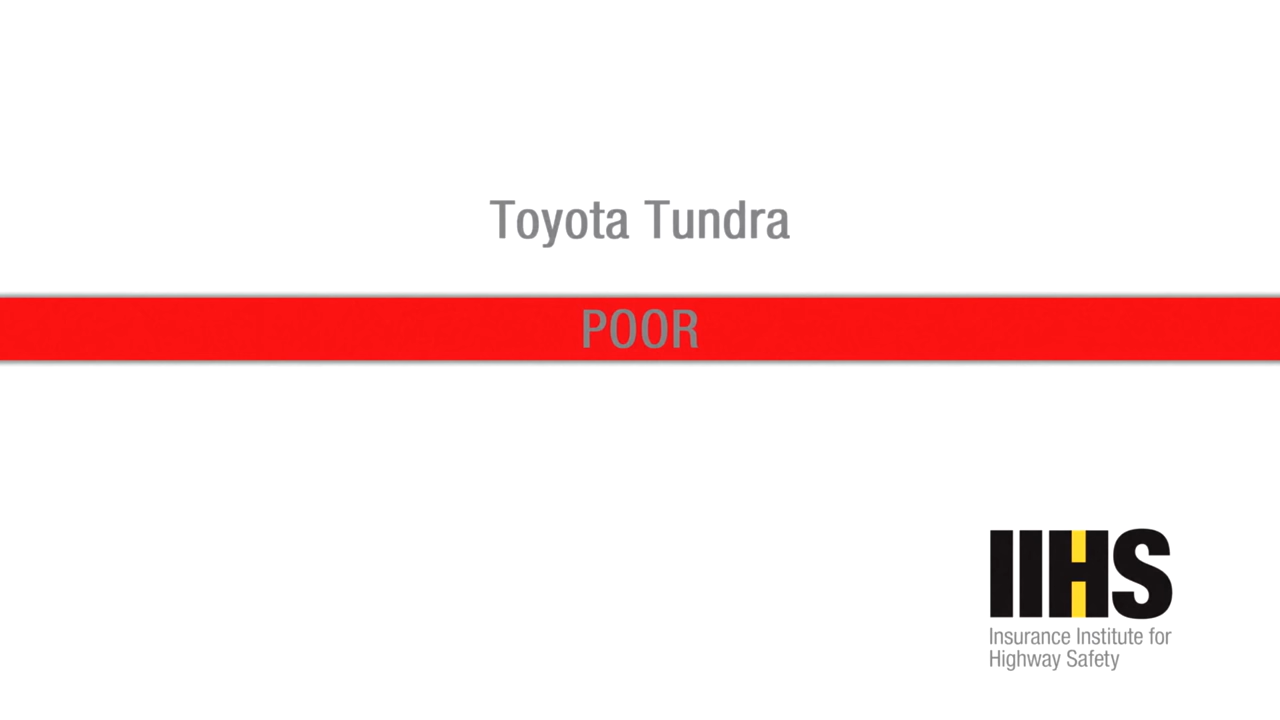 Toyota Tundra
POOR
IIHS
Insurance Institute for
Highway Safety